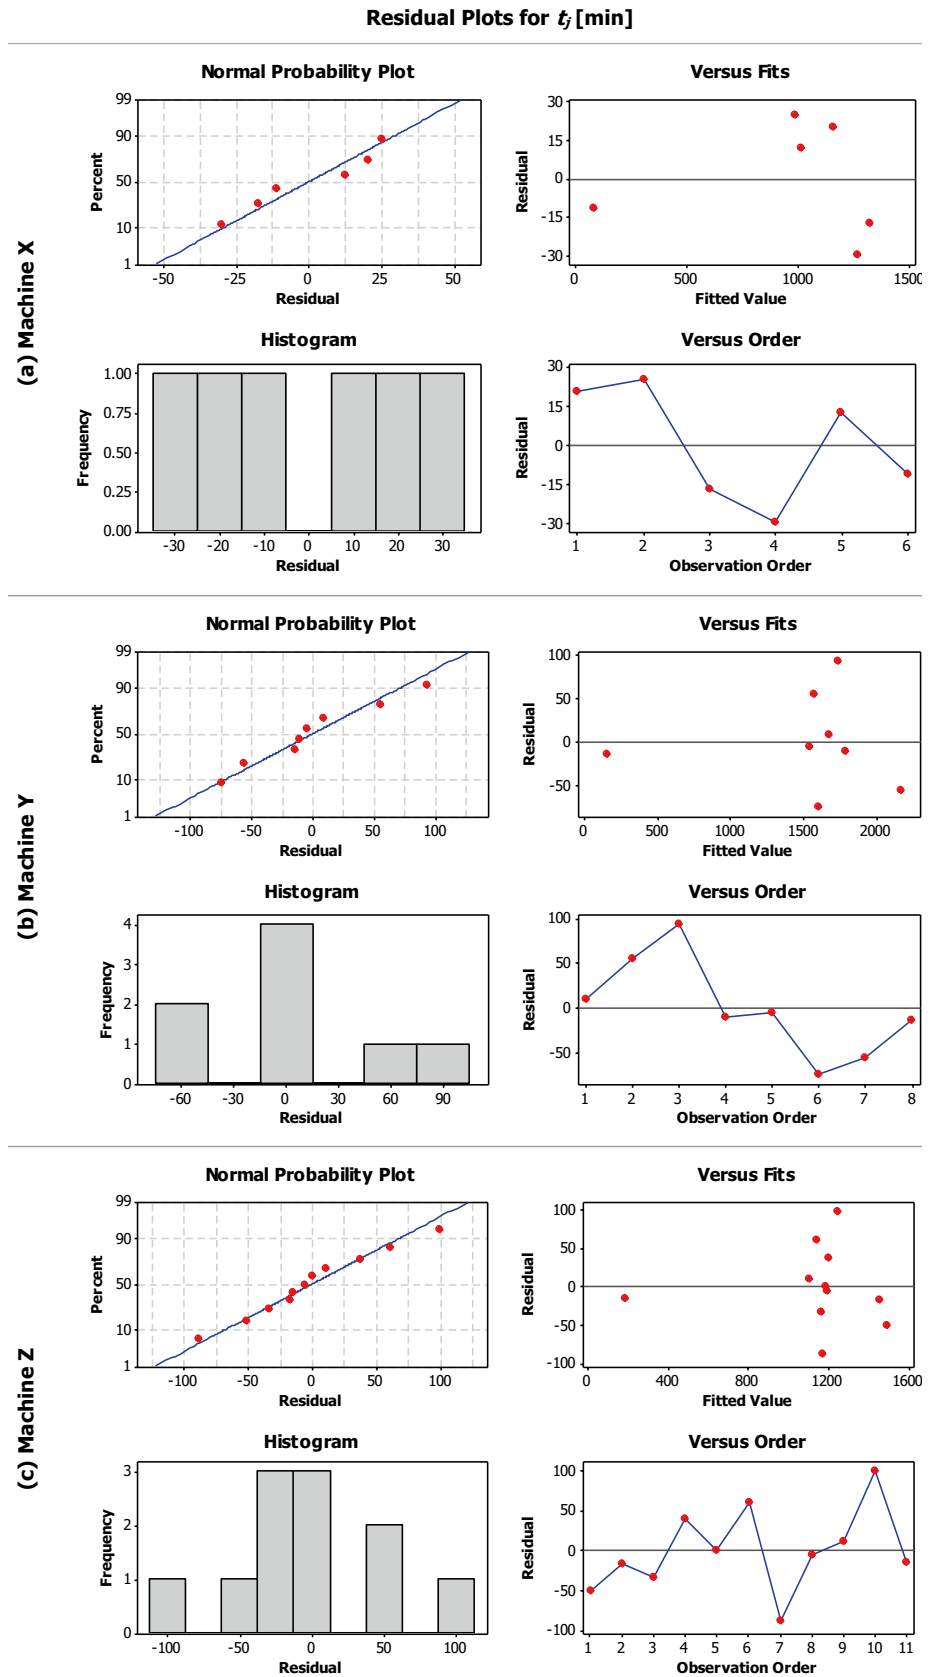 Residual Plots for tj [min]
(a) Machine X
Normal Probability Plot
Percent
99
90
50
10
1
-50 -25 0 25 50
Residual
Versus Fits
Residual
30
15
0
-15
-30
0 500 1000 1500
Fitted Value
Histogram
Frequency
1.00
0.75
0.50
0.25
0.00
-30 -20 -10 0 10 20 30
Residual
Versus Order
Residual
30
15
0
-15
-30
1 2 3 4 5 6
Observation Order
(b) Machine Y
Normal Probability Plot
Percent
99
90
50
10
1
-100 -50 0 50 100
Residual
Versus Fits
Residual
100
50
0
-50
0 500 1000 1500 2000
Fitted Value
Histogram
Frequency
4
3
2
1
0
-60 -30 0 30 60 90
Residual
Versus Order
Residual
100
50
0
-50
1 2 3 4 5 6 7 8
Observation Order
(c) Machine Z
Normal Probability Plot
Percent
99
90
50
10
1
-100 -50 0 50 100
Residual
Versus Fits
Residual
100
50
0
-50
-100
0 400 800 1200 1600
Fitted Value
Histogram
Frequency
3
2
1
0
-100 -50 0 50 100
Residual
Versus Order
Residual
100
50
0
-50
-100
1 2 3 4 5 6 7 8 9 10 11
Observation Order